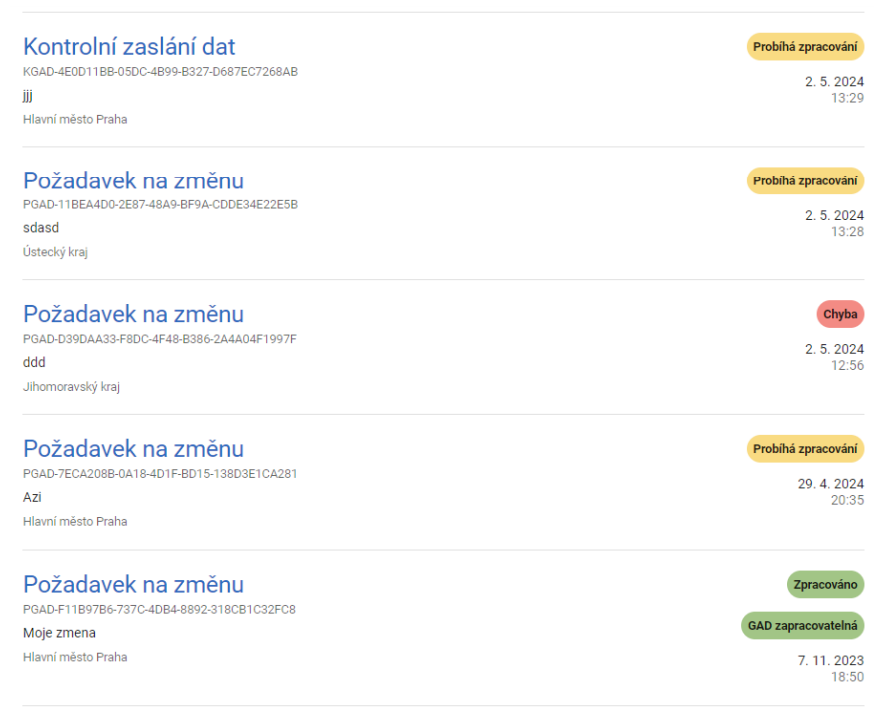 Kontrolní zaslání dat
Probíhá zpracování
KGAD-4E0D11BB-05DC-4B99-B327-D687EC7268AB
2. 5. 2024
jjj
13:29
Hlavní město Praha
Požadavek na změnu
Probíhá zpracování
PGAD-11BEA4D0-2E87-48A9-BF9A-CDDE34E22E5B
2. 5. 2024
sdasd
13:28
Ústecký kraj
Požadavek na změnu
Chyba
PGAD-D39DAA33-F8DC-4F48-B386-2A4A04F1997F
2. 5. 2024
ddd
12:56
Jihomoravský kraj
Požadavek na změnu
Probíhá zpracování
PGAD-7ECA208B-0A18-4D1F-BD15-138D3E1CA281
29. 4. 2024
Azi
20:35
Hlavní město Praha
Požadavek na změnu
Zpracováno
PGAD-F11B97B6-737C-4DB4-8892-318CB1C32FC8
GAD zapracovatelná
Moje zmena
Hlavní město Praha
7. 11. 2023
18:50